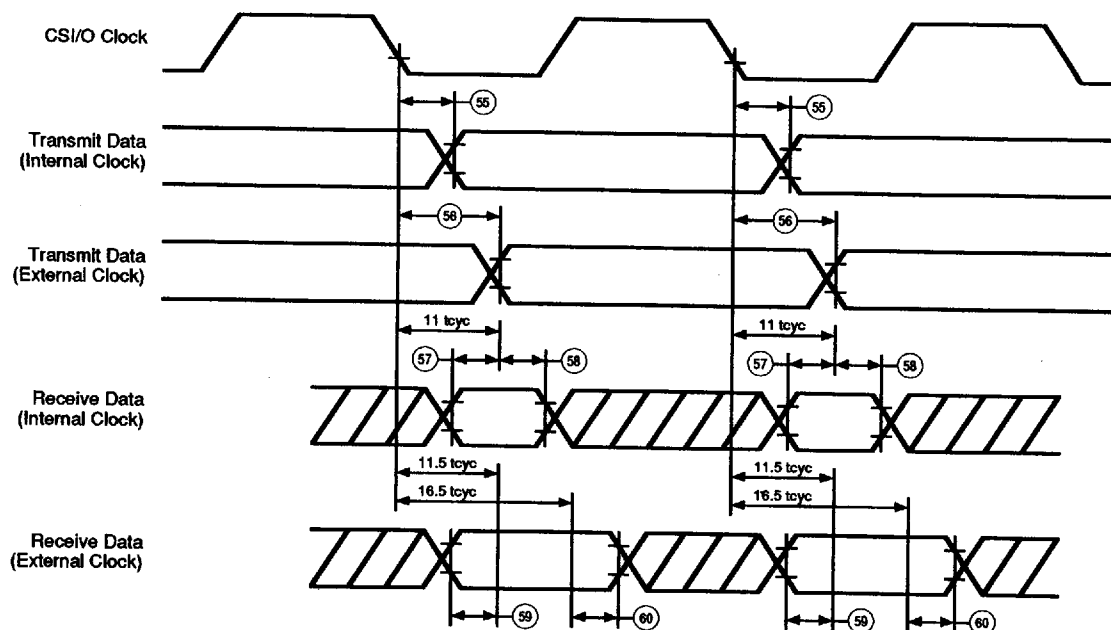 CSI/O Clock
55
55
Transmit Data
(Internal Clock)
56
56
Transmit Data
(External Clock)
11 tcyc
11 tcyc
57
58
57
58
Receive Data
(Internal Clock)
11.5 tcyc
11.5 tcyc
16.5 tcyc
16.5 tcyc
Receive Data
(External Clock)
59
60
59
60